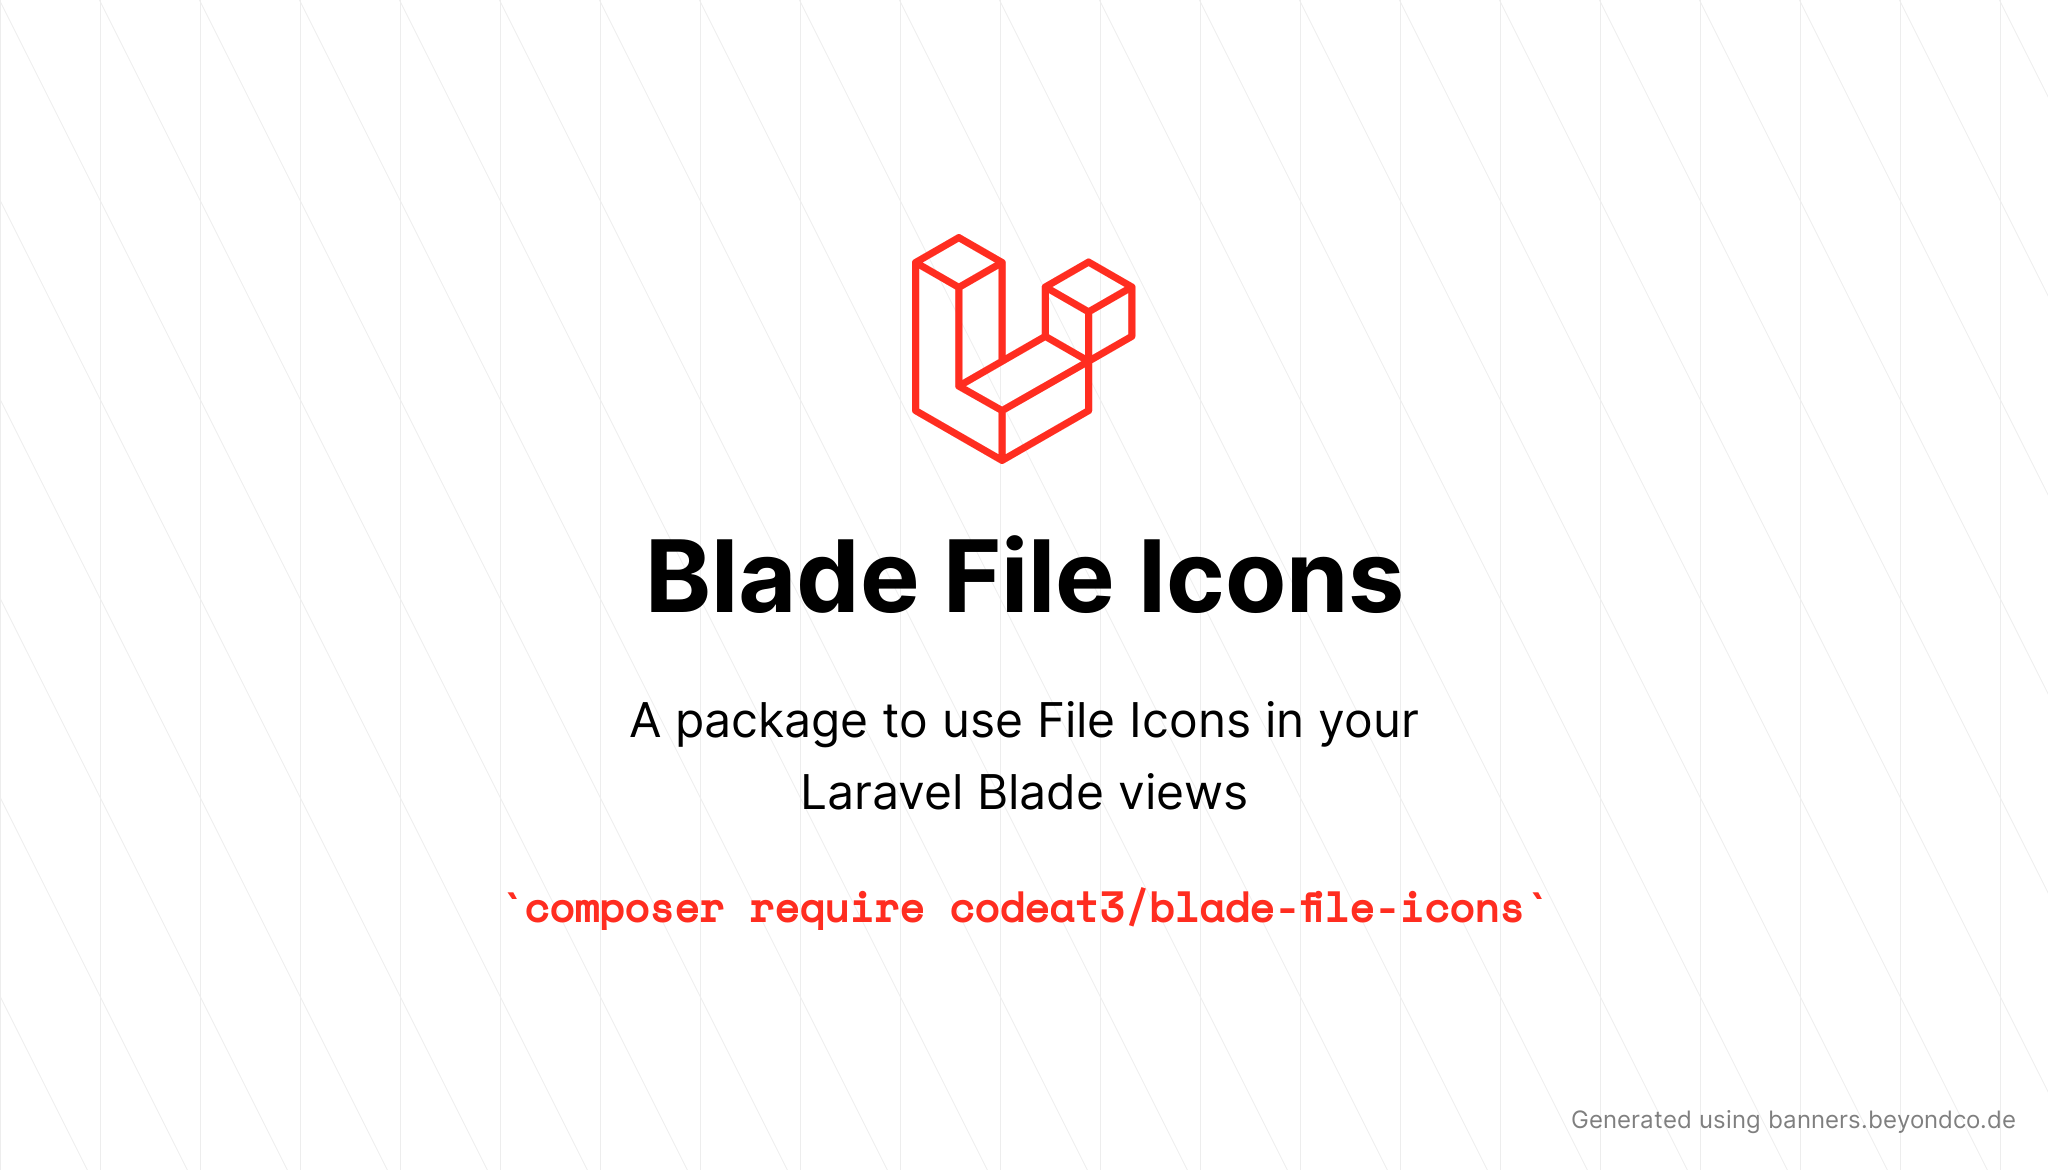 Blade File Icons
A package to use File Icons in your
Laravel Blade views
`composer require codeat3/blade-file-icons`
Generated using banners.beyondco.de